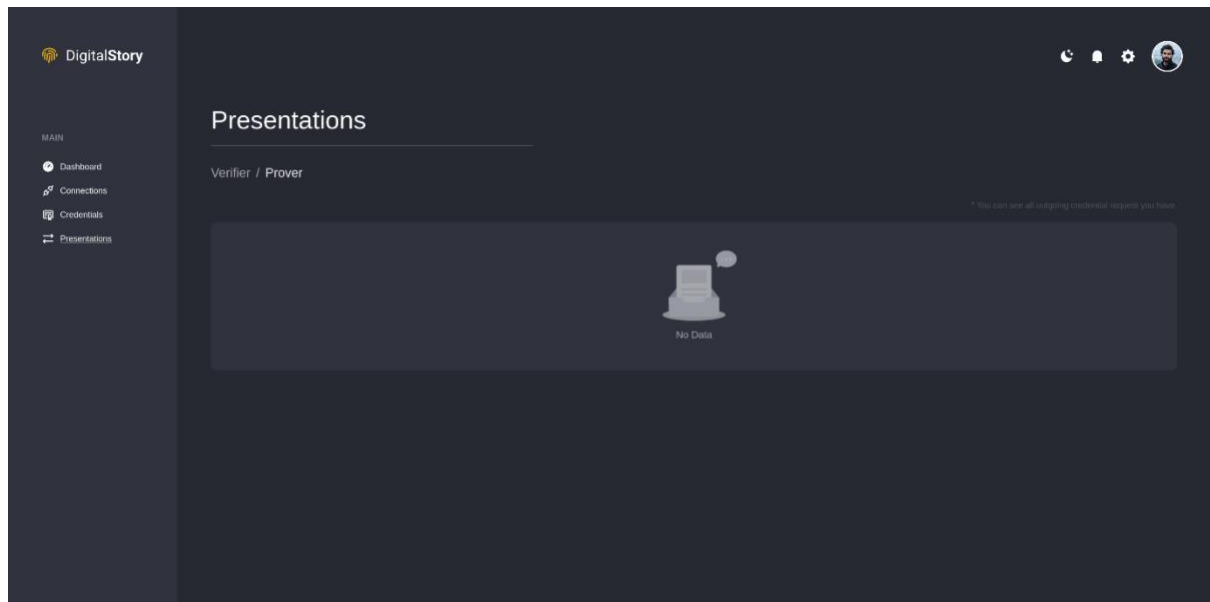 DigitalStory
Presentations
MAIN
Dashboard
Connections
Credentials
Presentations
Verifier / Prover
* You can see all outgoing credential request you have
No Data